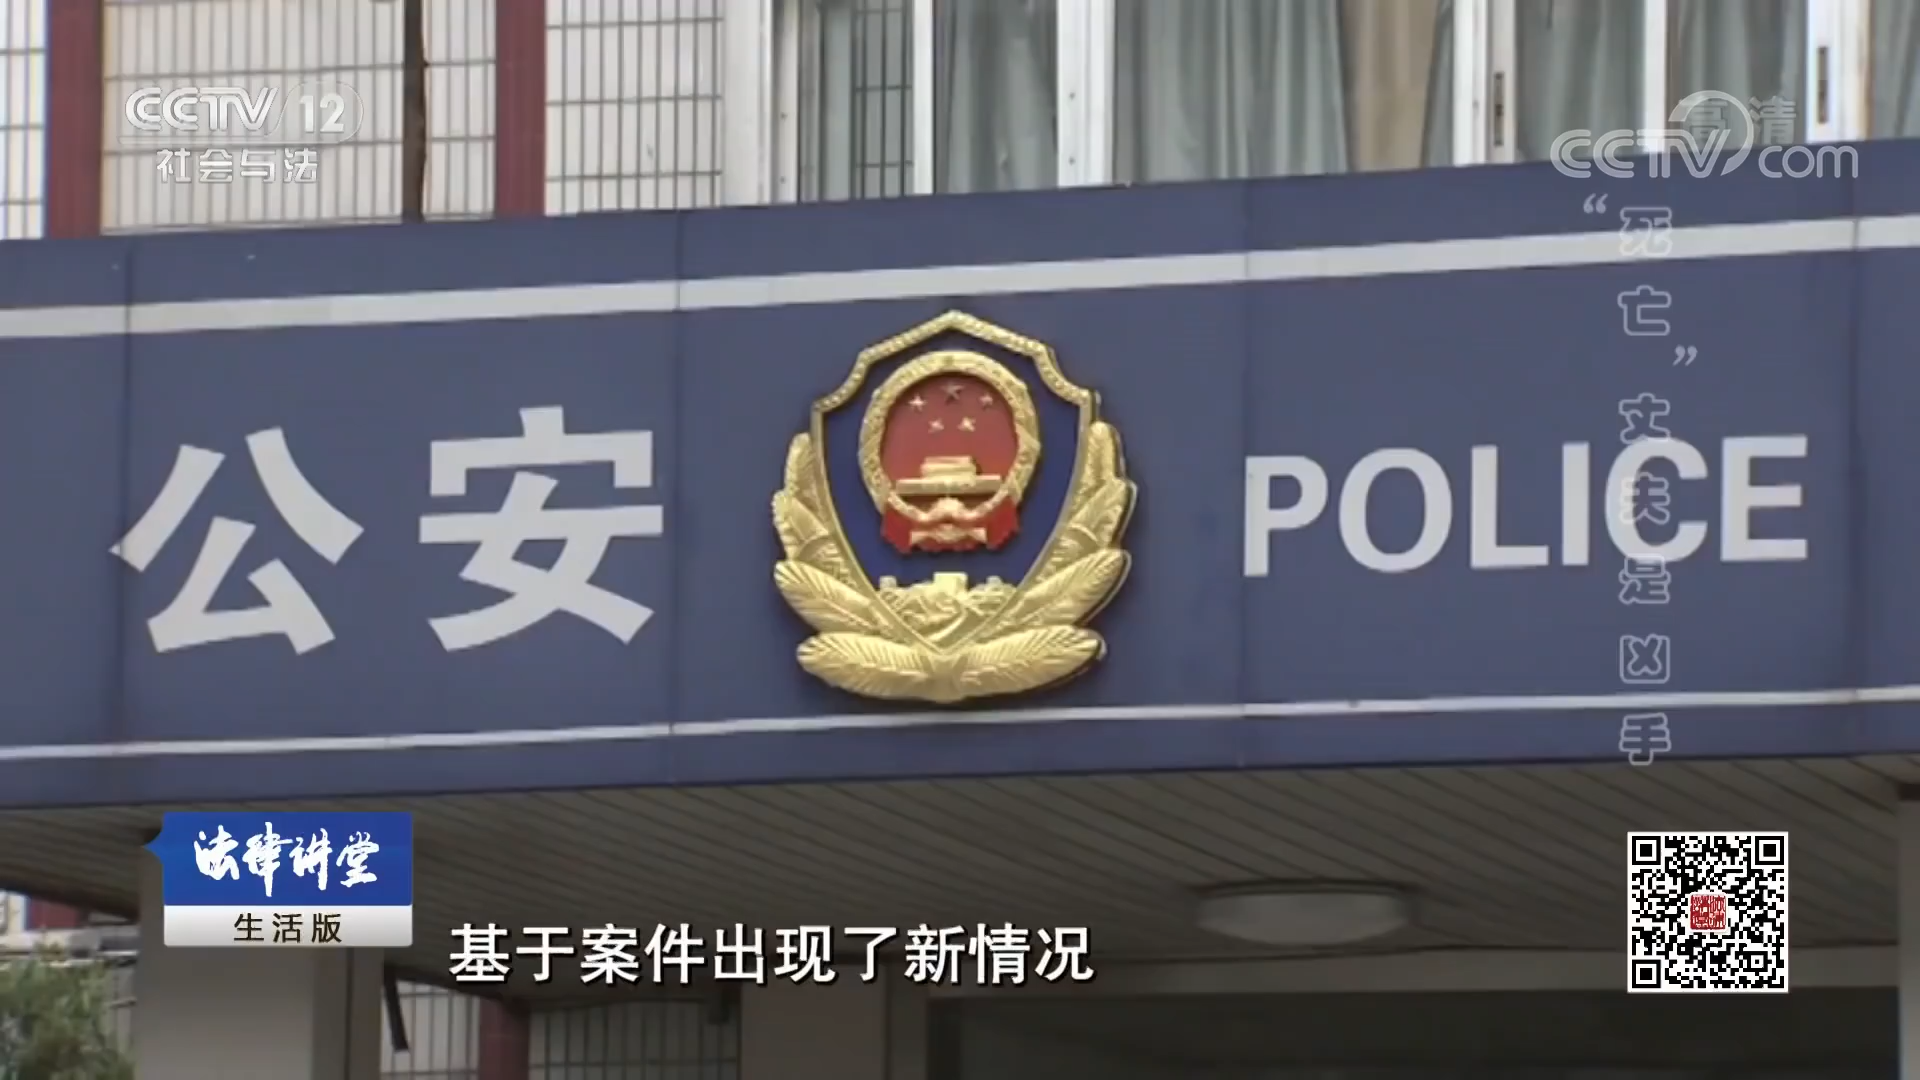 CCTV 12
社会与法
高清
CCTV com
“死亡”丈夫是凶手
公安 POLICE
法律讲堂
生活版
基于案件出现了新情况